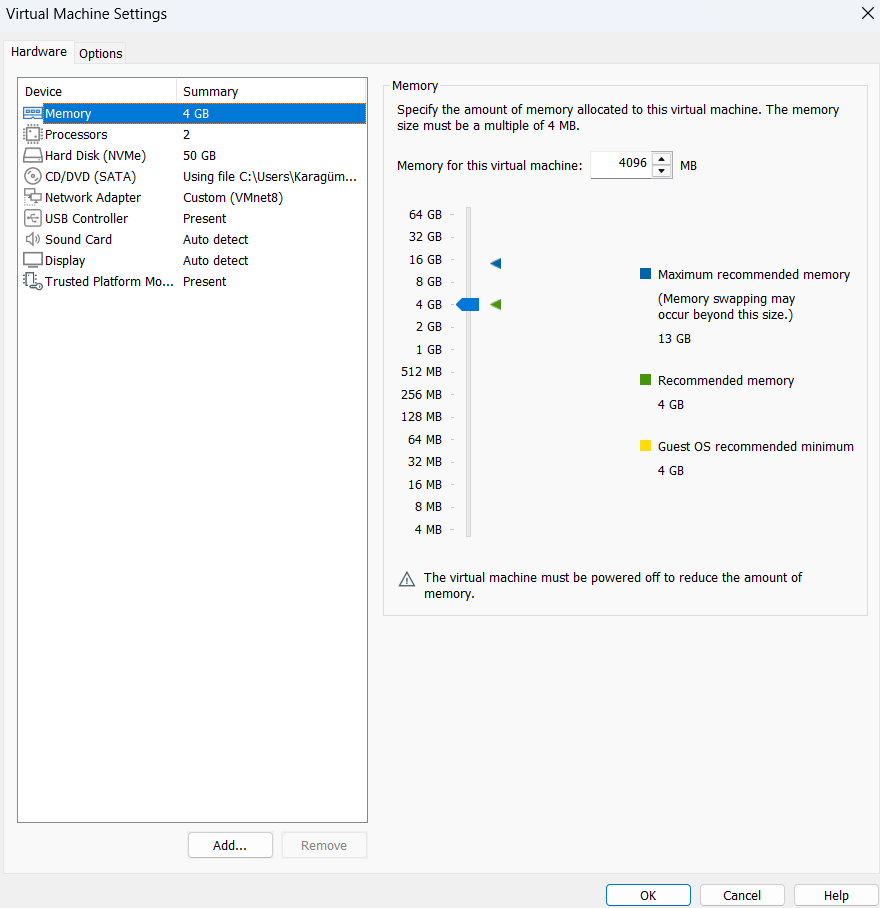 Virtual Machine Settings
Hardware
Options
Device Summary
Memory 4 GB
Processors 2
Hard Disk (NVMe) 50 GB
CD/DVD (SATA) Using file C:\Users\Karagüm...
Network Adapter Custom (VMnet8)
USB Controller Present
Sound Card Auto detect
Display Auto detect
Trusted Platform Mo... Present
Add...
Remove
Memory
Specify the amount of memory allocated to this virtual machine. The memory
size must be a multiple of 4 MB.
Memory for this virtual machine: 4096 MB
64 GB
32 GB
16 GB
8 GB
4 GB
2 GB
1 GB
512 MB
256 MB
128 MB
64 MB
32 MB
16 MB
8 MB
4 MB
Maximum recommended memory
(Memory swapping may
occur beyond this size.)
13 GB
Recommended memory
4 GB
Guest OS recommended minimum
4 GB
The virtual machine must be powered off to reduce the amount of
memory.
OK
Cancel
Help